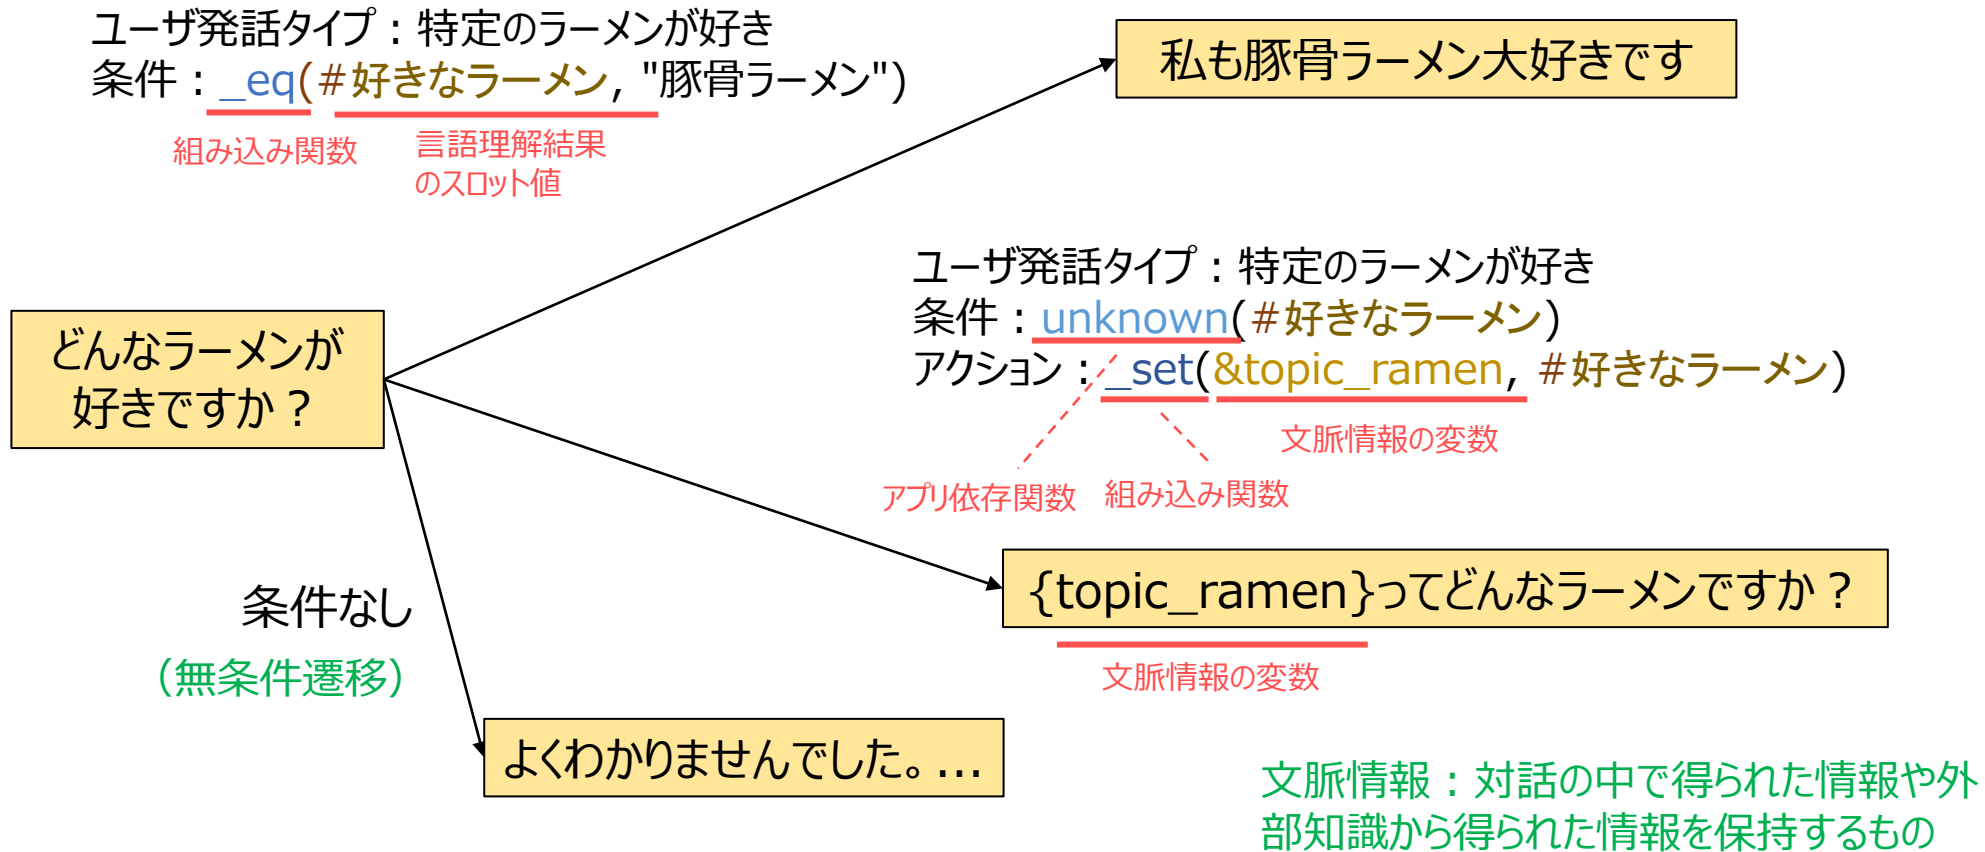 ユーザ発話タイプ：特定のラーメンが好き
条件：_eq(#好きなラーメン, "豚骨ラーメン")
組み込み関数
言語理解結果
のスロット値
私も豚骨ラーメン大好きです
ユーザ発話タイプ：特定のラーメンが好き
条件：unknown(#好きなラーメン)
アクション：_set(&topic_ramen, #好きなラーメン)
文脈情報の変数
アプリ依存関数
組み込み関数
どんなラーメンが
好きですか？
{topic_ramen}ってどんなラーメンですか？
文脈情報の変数
条件なし
（無条件遷移）
よくわかりませんでした。...
文脈情報：対話の中で得られた情報や外
部知識から得られた情報を保持するもの